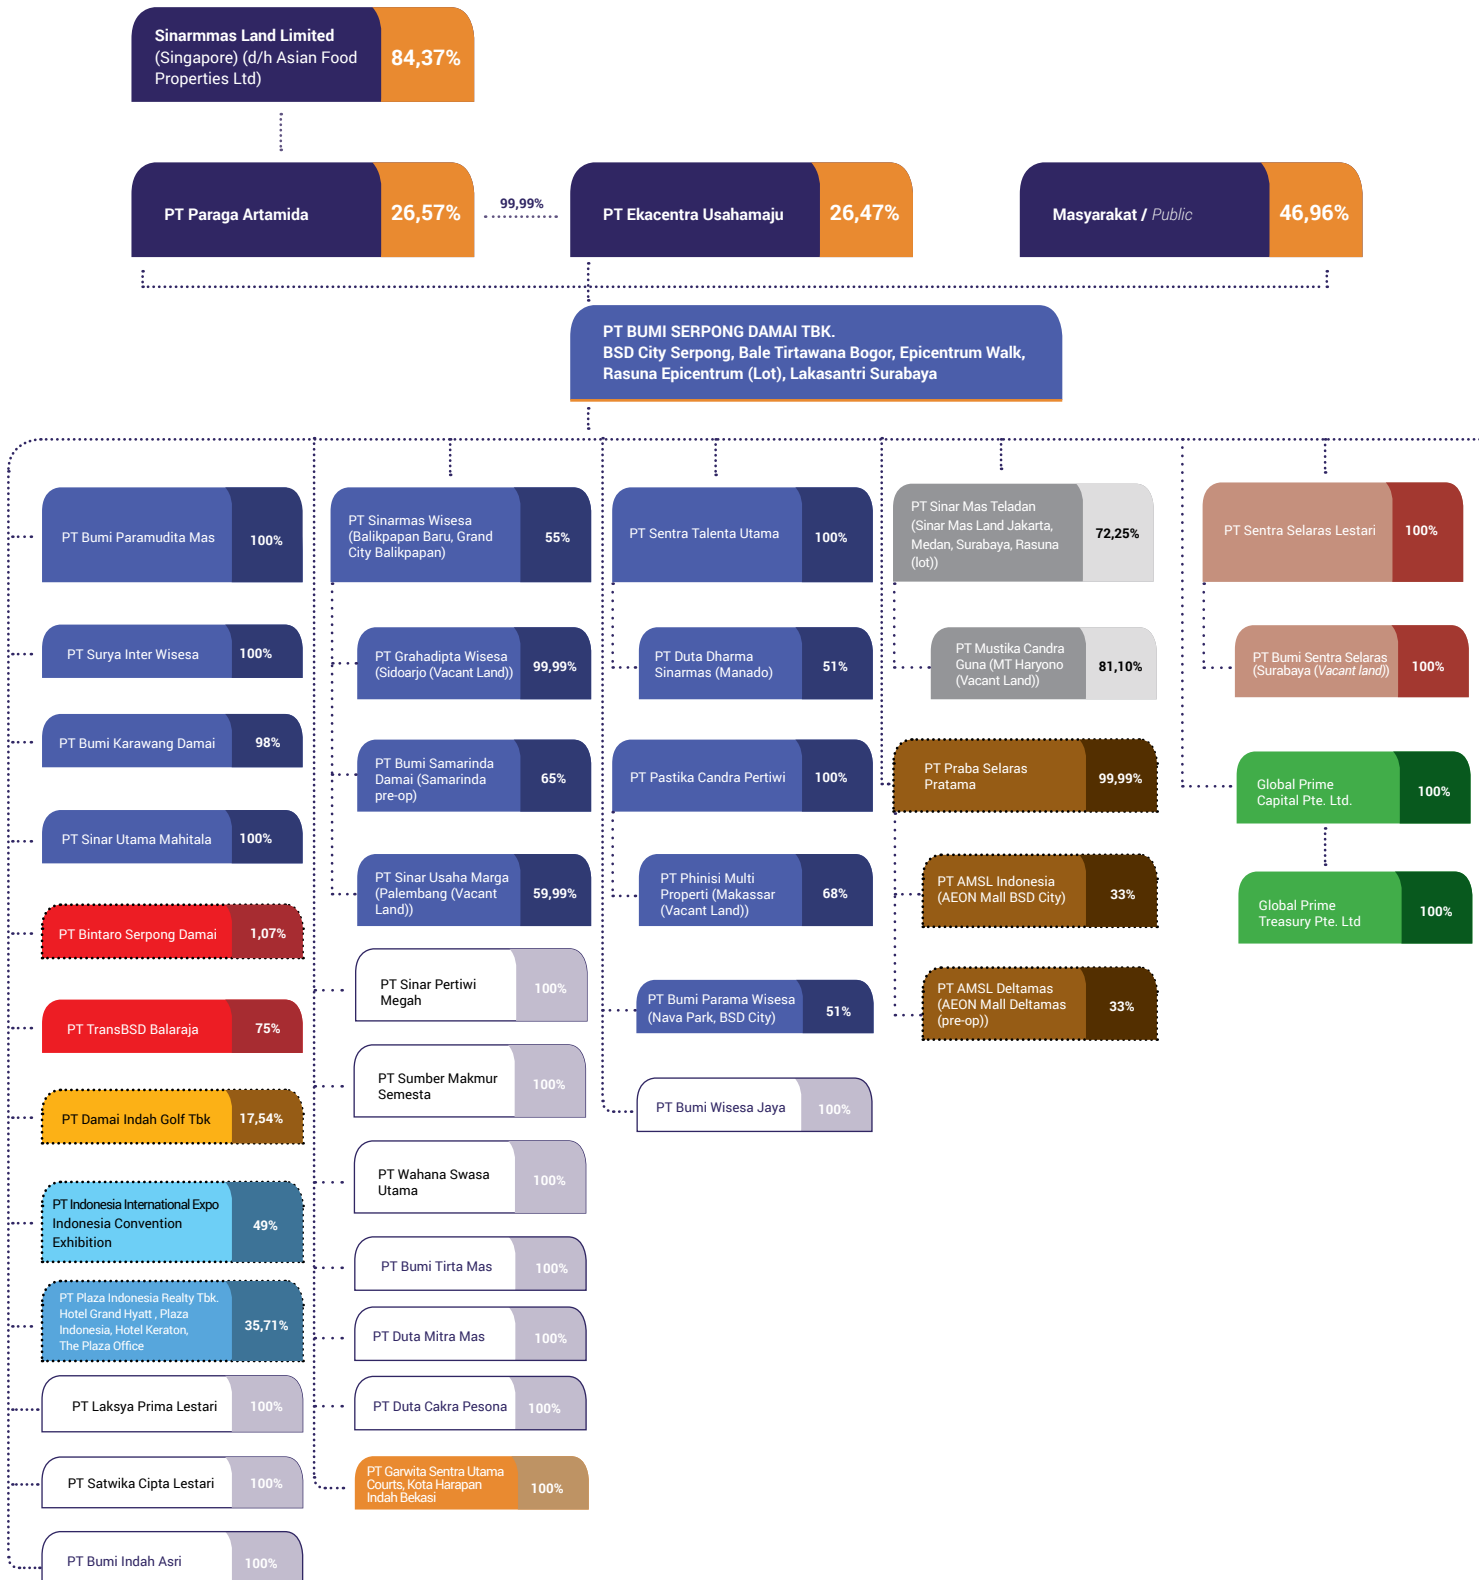 Sinarmmas Land Limited
(Singapore) (d/h Asian Food
Properties Ltd)
84,37%
PT Paraga Artamida
26,57%
99,99%
PT Ekacentra Usahamaju
26,47%
Masyarakat / Public
46,96%
PT BUMI SERPONG DAMAI TBK.
BSD City Serpong, Bale Tirtawana Bogor, Epicentrum Walk,
Rasuna Epicentrum (Lot), Lakasantri Surabaya
PT Bumi Paramudita Mas
100%
PT Surya Inter Wisesa
100%
PT Bumi Karawang Damai
98%
PT Sinar Utama Mahitala
100%
PT Bintaro Serpong Damai
1,07%
PT TransBSD Balaraja
75%
PT Damai Indah Golf Tbk
17,54%
PT Indonesia International Expo
Indonesia Convention
Exhibition
49%
PT Plaza Indonesia Realty Tbk.
Hotel Grand Hyatt , Plaza
Indonesia, Hotel Keraton,
The Plaza Office
35,71%
PT Laksya Prima Lestari
100%
PT Satwika Cipta Lestari
100%
PT Bumi Indah Asri
100%
PT Sinarmas Wisesa
(Balikpapan Baru, Grand
City Balikpapan)
55%
PT Grahadipta Wisesa
(Sidoarjo (Vacant Land))
99,99%
PT Bumi Samarinda
Damai (Samarinda
pre-op)
65%
PT Sinar Usaha Marga
(Palembang (Vacant
Land))
59,99%
PT Sinar Pertiwi
Megah
100%
PT Sumber Makmur
Semesta
100%
PT Wahana Swasa
Utama
100%
PT Bumi Tirta Mas
100%
PT Duta Mitra Mas
100%
PT Duta Cakra Pesona
100%
PT Garwita Sentra Utama
Courts, Kota Harapan
Indah Bekasi
100%
PT Sentra Talenta Utama
100%
PT Duta Dharma
Sinarmas (Manado)
51%
PT Pastika Candra Pertiwi
100%
PT Phinisi Multi
Properti (Makassar
(Vacant Land))
68%
PT Bumi Parama Wisesa
(Nava Park, BSD City)
51%
PT Bumi Wisesa Jaya
100%
PT Sinar Mas Teladan
(Sinar Mas Land Jakarta,
Medan, Surabaya, Rasuna
(lot))
72,25%
PT Mustika Candra
Guna (MT Haryono
(Vacant Land))
81,10%
PT Praba Selaras
Pratama
99,99%
PT AMSL Indonesia
(AEON Mall BSD City)
33%
PT AMSL Deltamas
(AEON Mall Deltamas
(pre-op))
33%
PT Sentra Selaras Lestari
100%
PT Bumi Sentra Selaras
(Surabaya (Vacant land))
100%
Global Prime
Capital Pte. Ltd.
100%
Global Prime
Treasury Pte. Ltd
100%